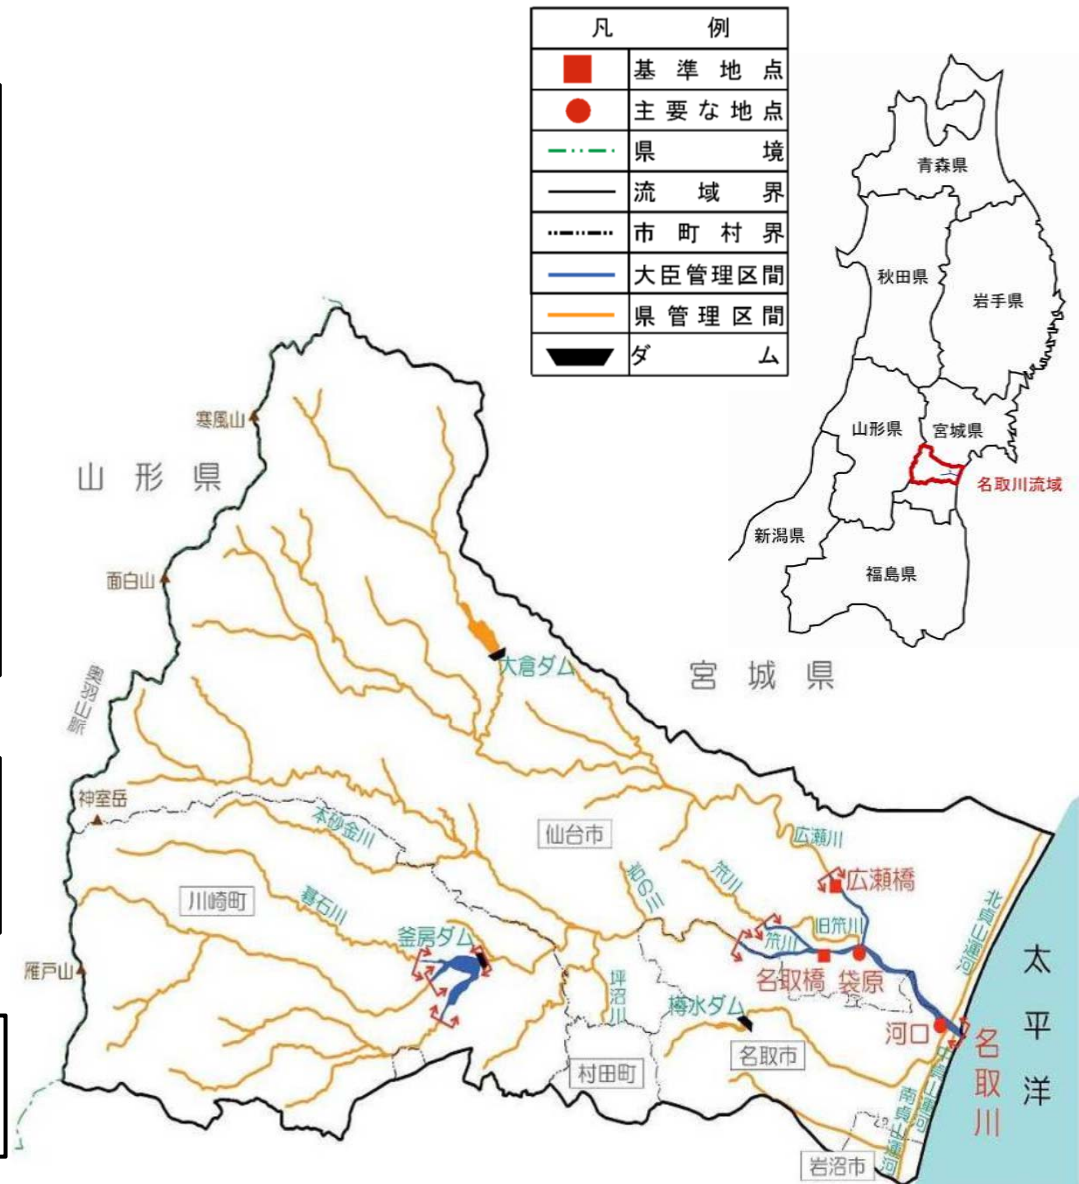 凡例
基準地点
主要な地点
県境
流域界
市町村界
大臣管理区間
県管理区間
ダム
青森県
秋田県
岩手県
山形県
宮城県
名取川流域
新潟県
福島県
寒風山
山形県
面白山
奥羽山脈
大倉ダム
宮城県
神室岳
本砂金川
仙台市
広瀬川
川崎町
碁石川
笊川
広瀬橋
旧笊川
笊川
釜房ダム
雁戸山
名取橋
袋原
北貞山運河
太平洋
坪沼川
樽水ダム
河口
名取川
名取市
村田町
中貞山運河
南貞山運河
岩沼市